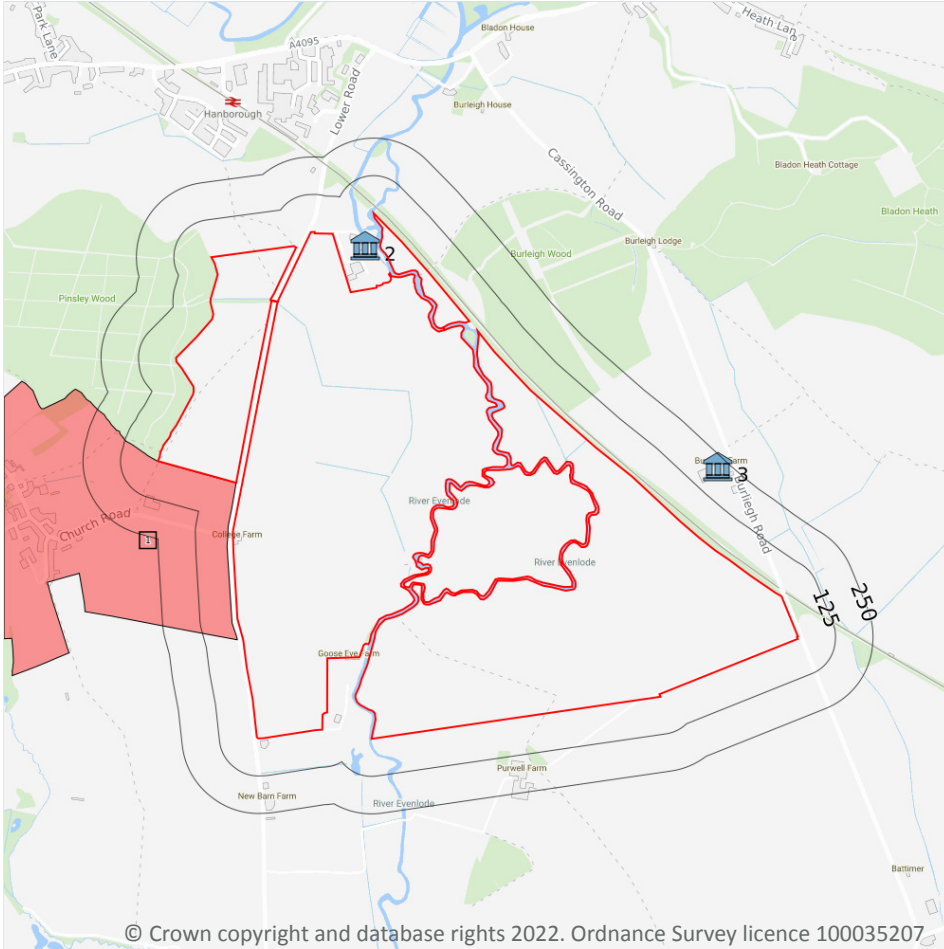 Park Lane
A4095
Bladon House
Heath Lan
Lower Road
Hanborough
Burleigh House
Cassington Road
Bladon Heath Cottage
Bladon Heath
Burleigh Lodge
2
Burleigh Wood
Pinsley Wood
3
Burliegh Road
River Evenlode
Church Road
1
College Farm
River Evenlode
125
250
Goose Eye Farm
Purwell Farm
New Barn Farm
River Evenlode
Battimer
© Crown copyright and database rights 2022. Ordnance Survey licence 100035207